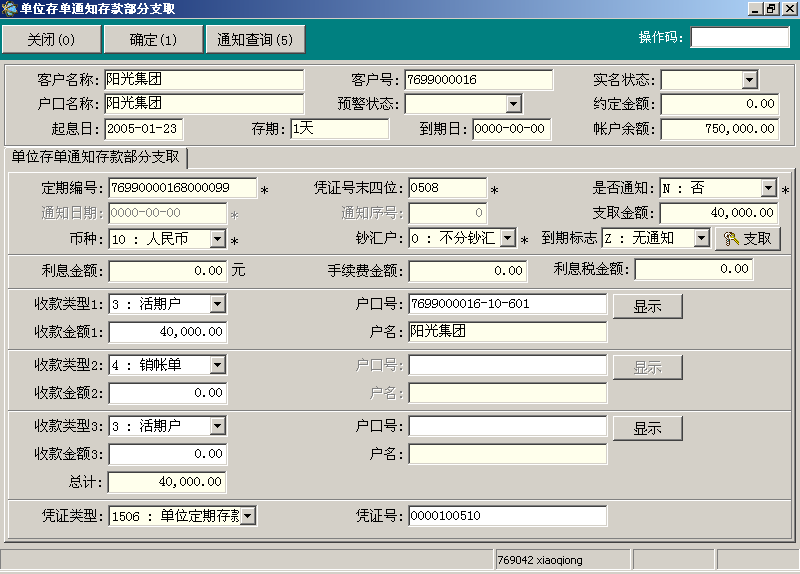 单位存单通知存款部分支取
关闭(0) 确定(1) 通知查询(5) 操作码:
客户名称: 阳光集团 客户号: 7699000016 实名状态:
户口名称: 阳光集团 预警状态: 约定金额: 0.00
起息日: 2005-01-23 存期: 1天 到期日: 0000-00-00 帐户余额: 750,000.00
单位存单通知存款部分支取
定期编号: 76990000168000099 * 凭证号末四位: 0508 * 是否通知: N : 否 *
通知日期: 0000-00-00 * 通知序号: 0 支取金额: 40,000.00
币种: 10 : 人民币 * 钞汇户: 0 : 不分钞汇 * 到期标志 Z : 无通知 支取
利息金额: 0.00 元 手续费金额: 0.00 利息税金额: 0.00
收款类型1: 3 : 活期户 户口号: 7699000016-10-601 显示
收款金额1: 40,000.00 户名: 阳光集团
收款类型2: 4 : 销帐单 户口号: 显示
收款金额2: 0.00 户名:
收款类型3: 3 : 活期户 户口号: 显示
收款金额3: 0.00 户名:
总计: 40,000.00
凭证类型: 1506 : 单位定期存款 凭证号: 0000100510
769042 xiaoqiong